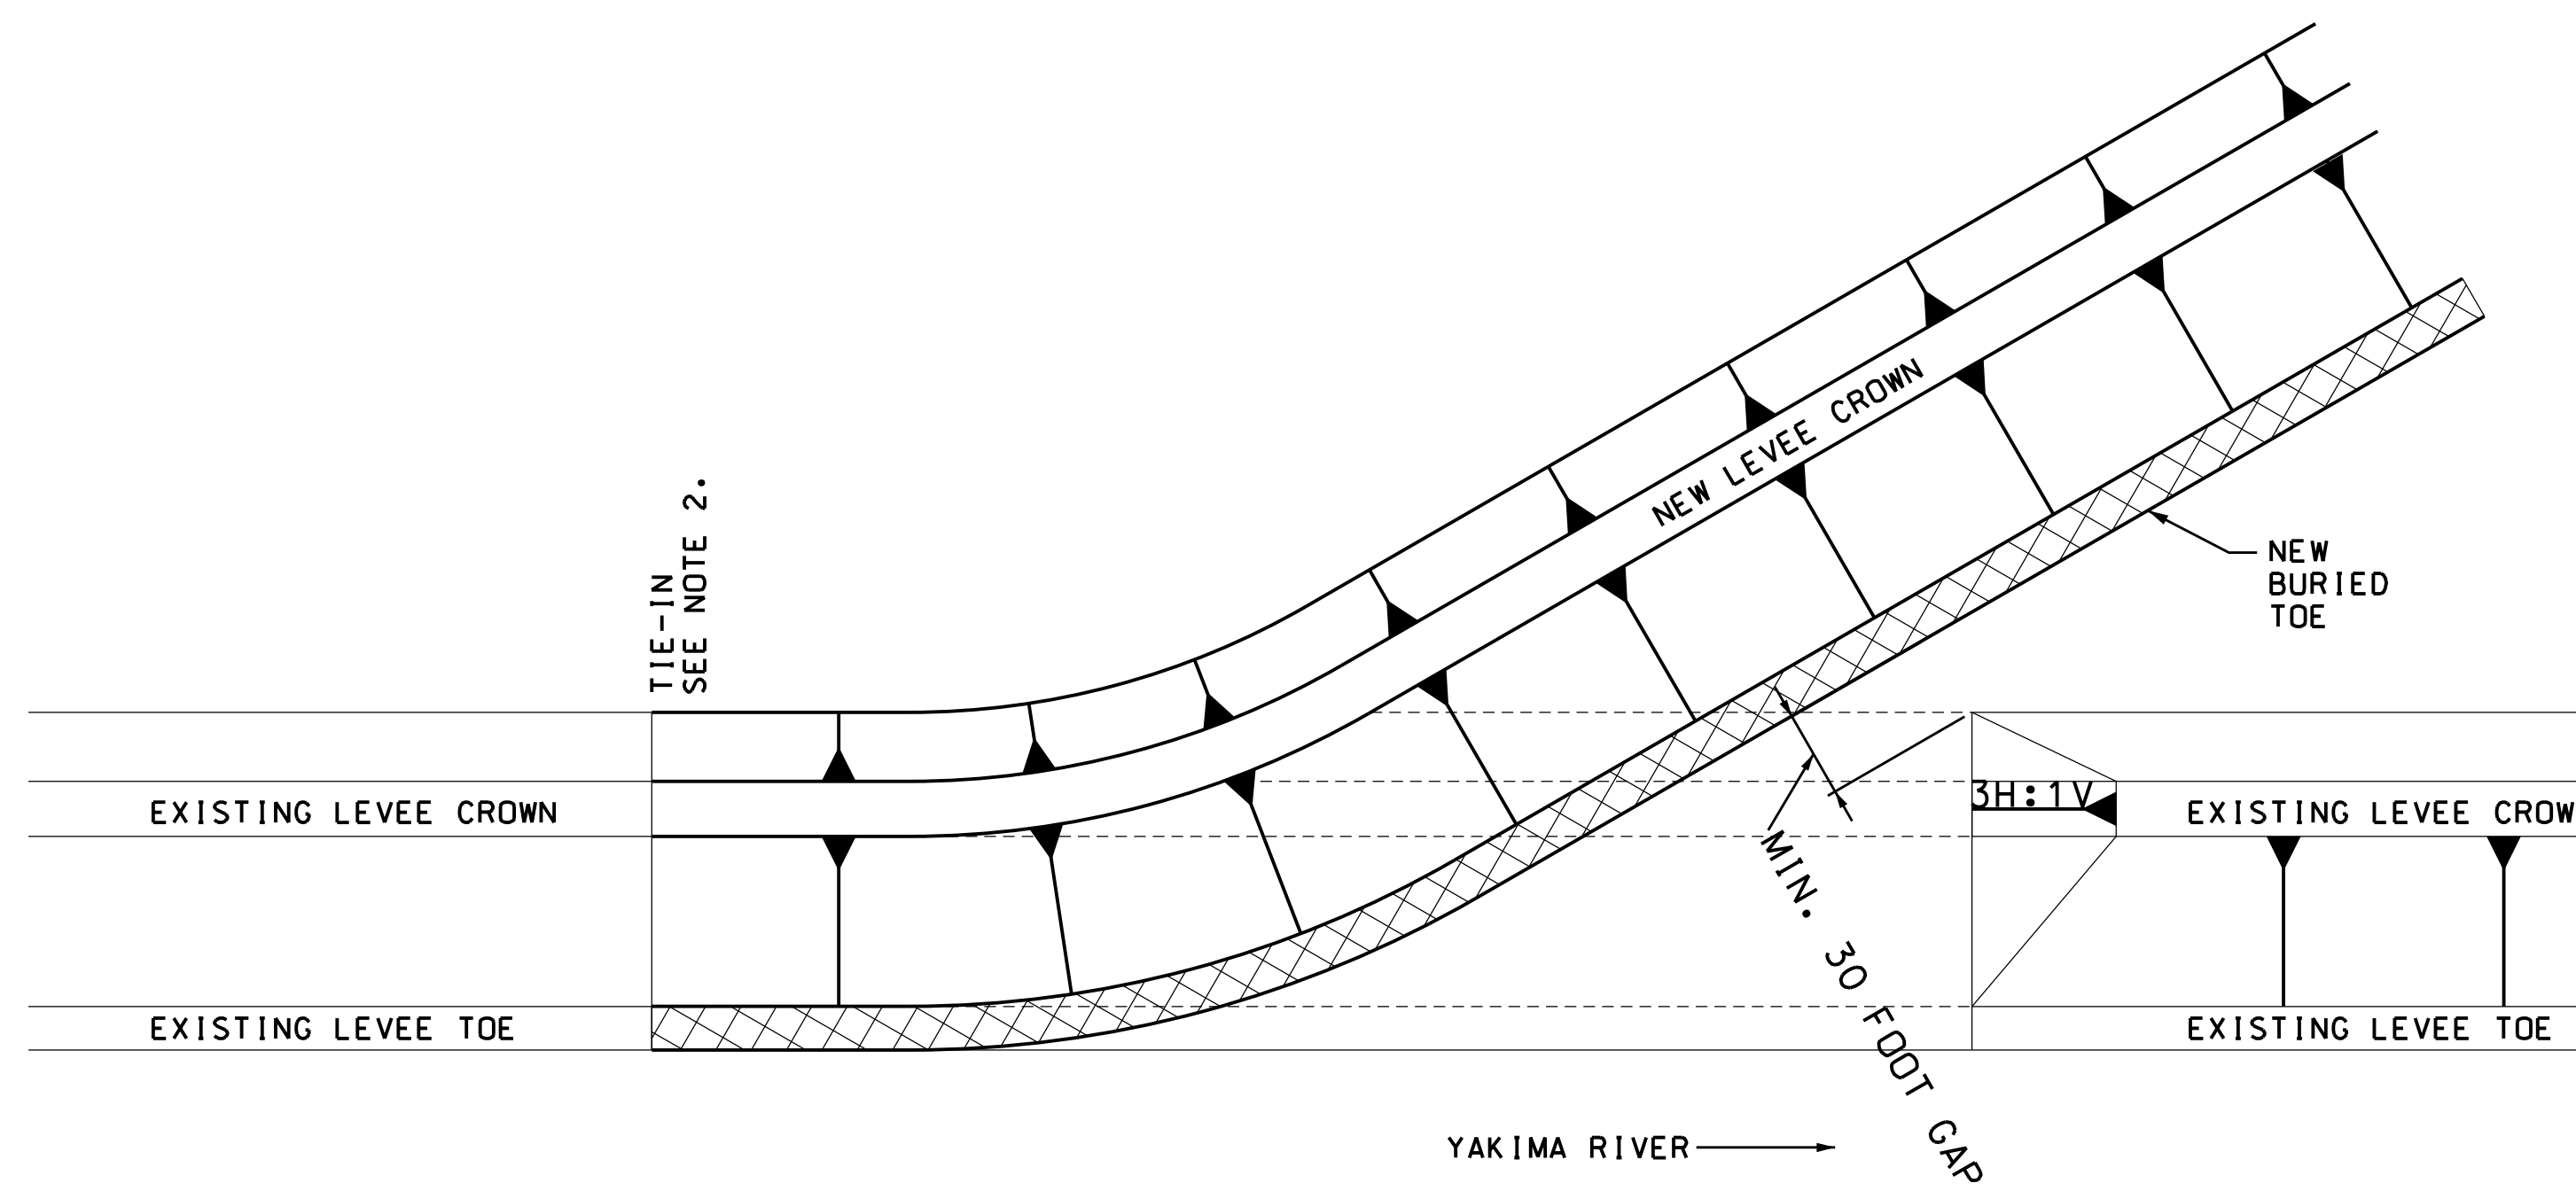 TIE-IN
SEE NOTE 2.
NEW LEVEE CROWN
NEW
BURIED
TOE
EXISTING LEVEE CROWN
3H:1V
EXISTING LEVEE CROW
MIN. 30 FOOT GAP
EXISTING LEVEE TOE
EXISTING LEVEE TOE
YAKIMA RIVER